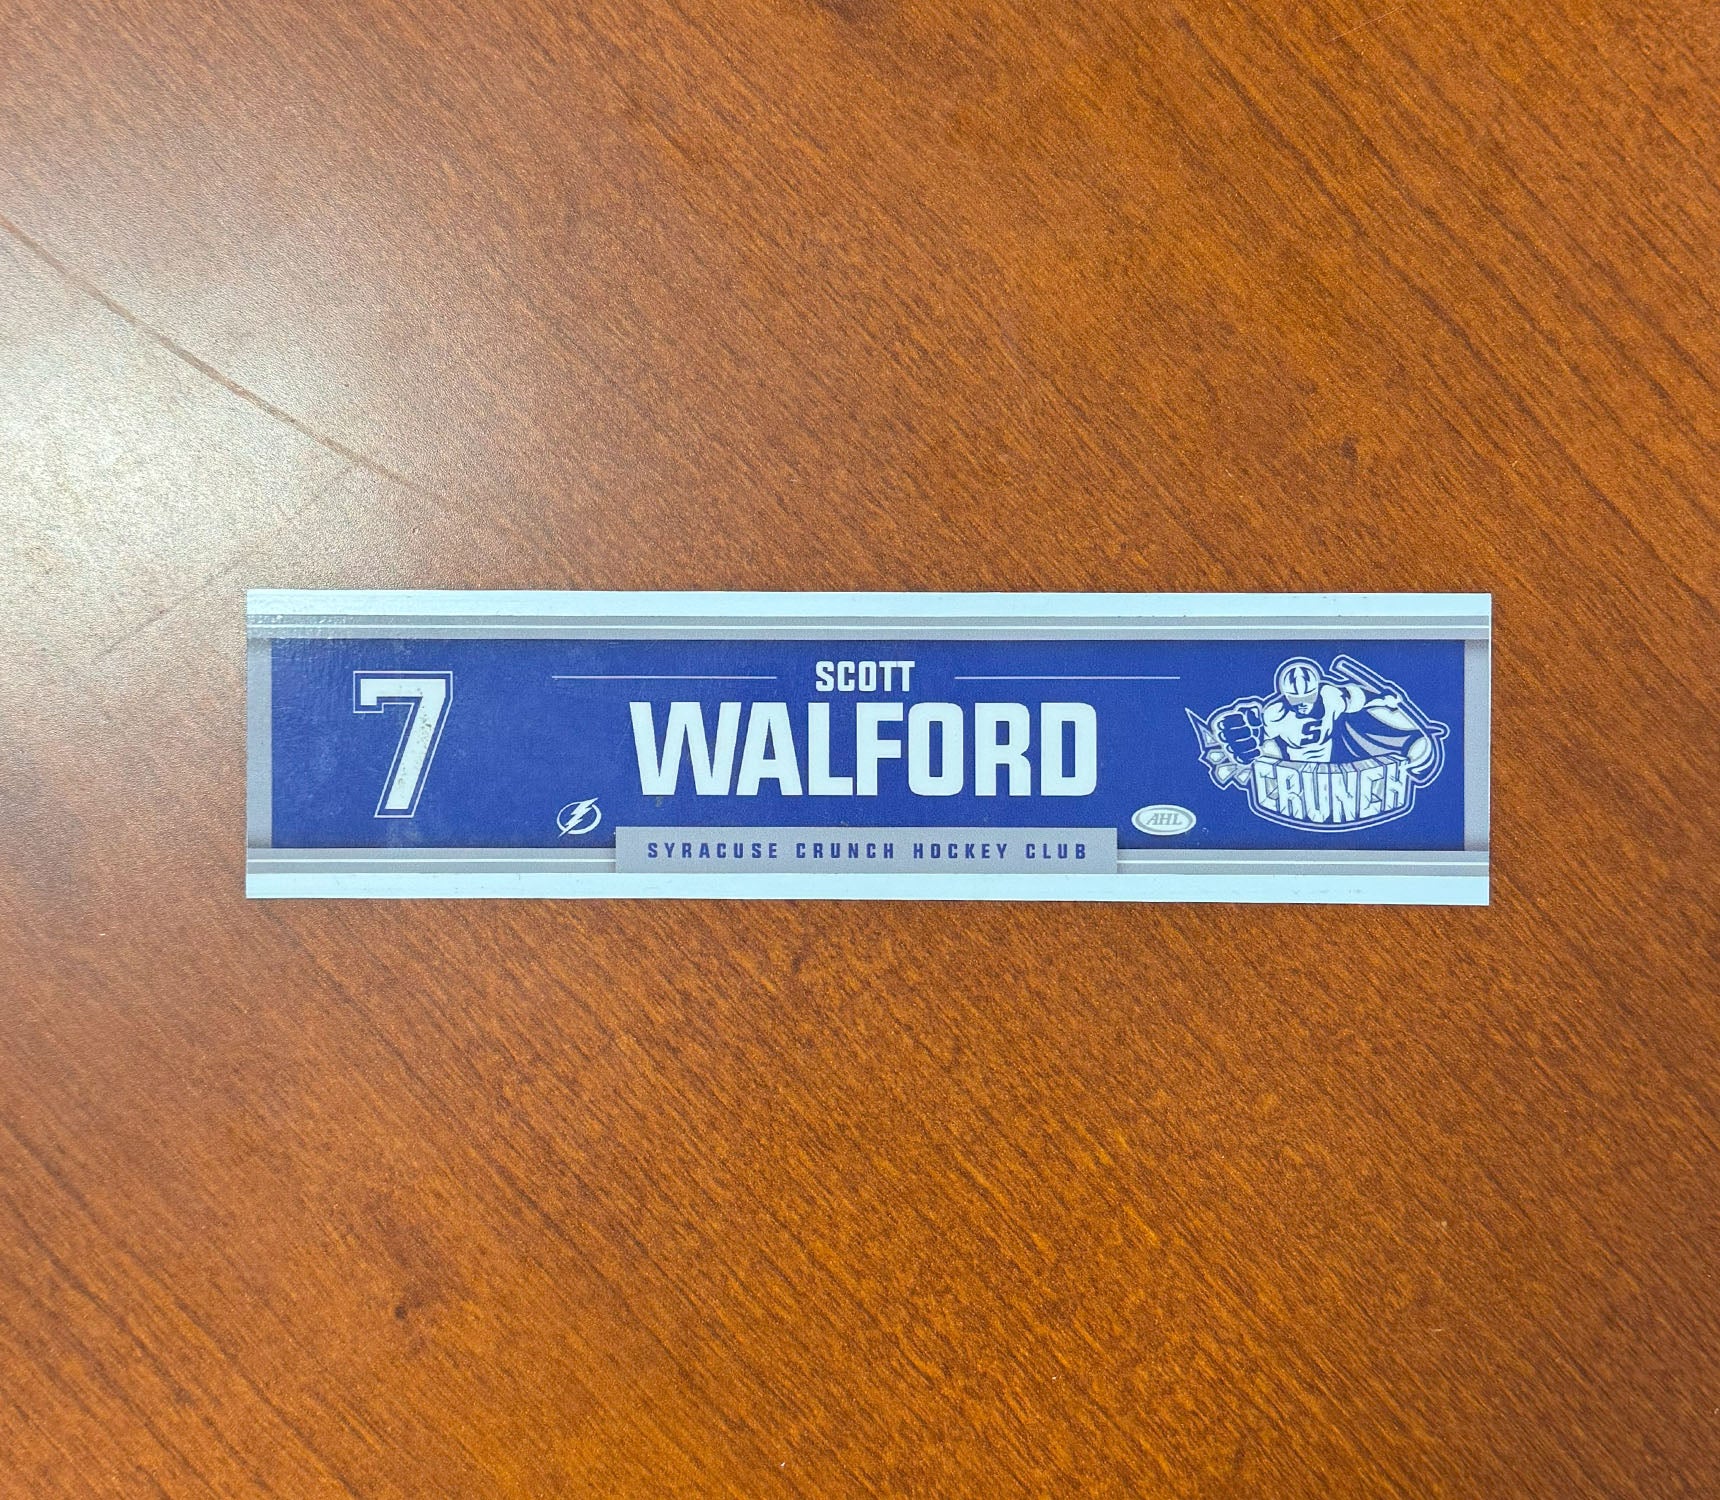 7
SCOTT
WALFORD
S
CRUNCH
AHL
SYRACUSE CRUNCH HOCKEY CLUB